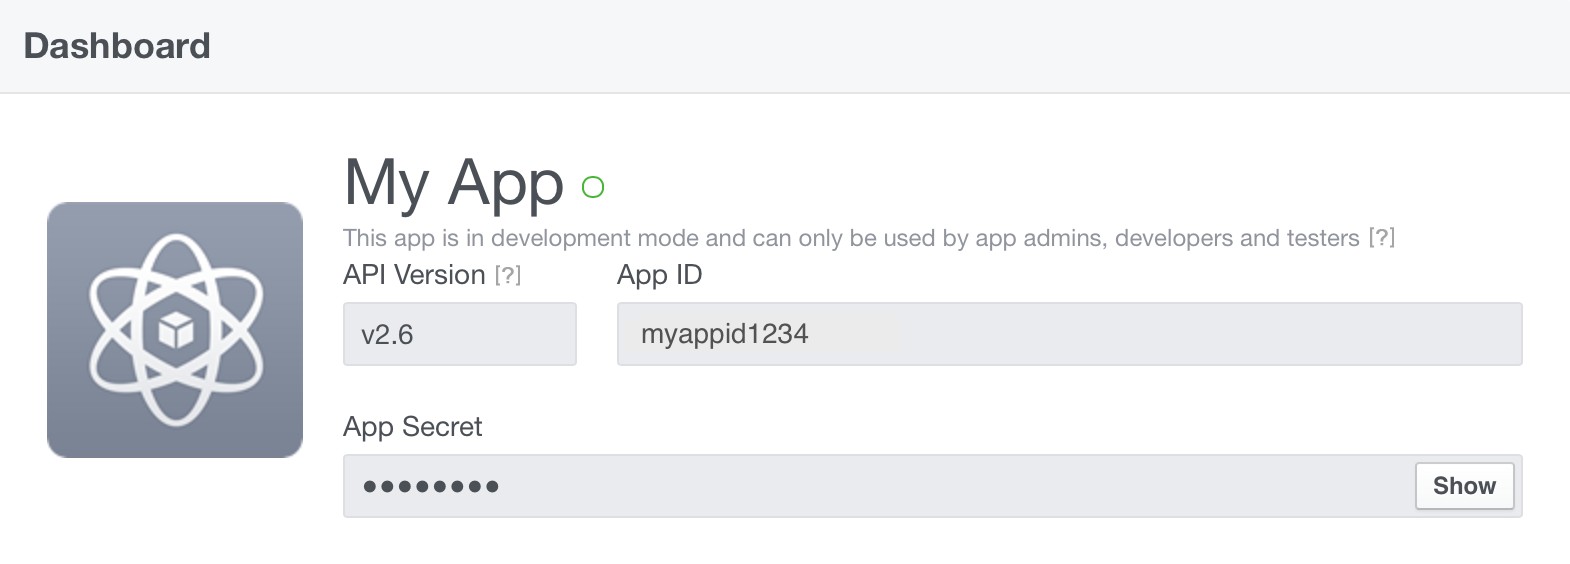 Dashboard
My App
This app is in development mode and can only be used by app admins, developers and testers [?]
API Version [?] App ID
v2.6 myappid1234
App Secret
●●●●●●●● Show